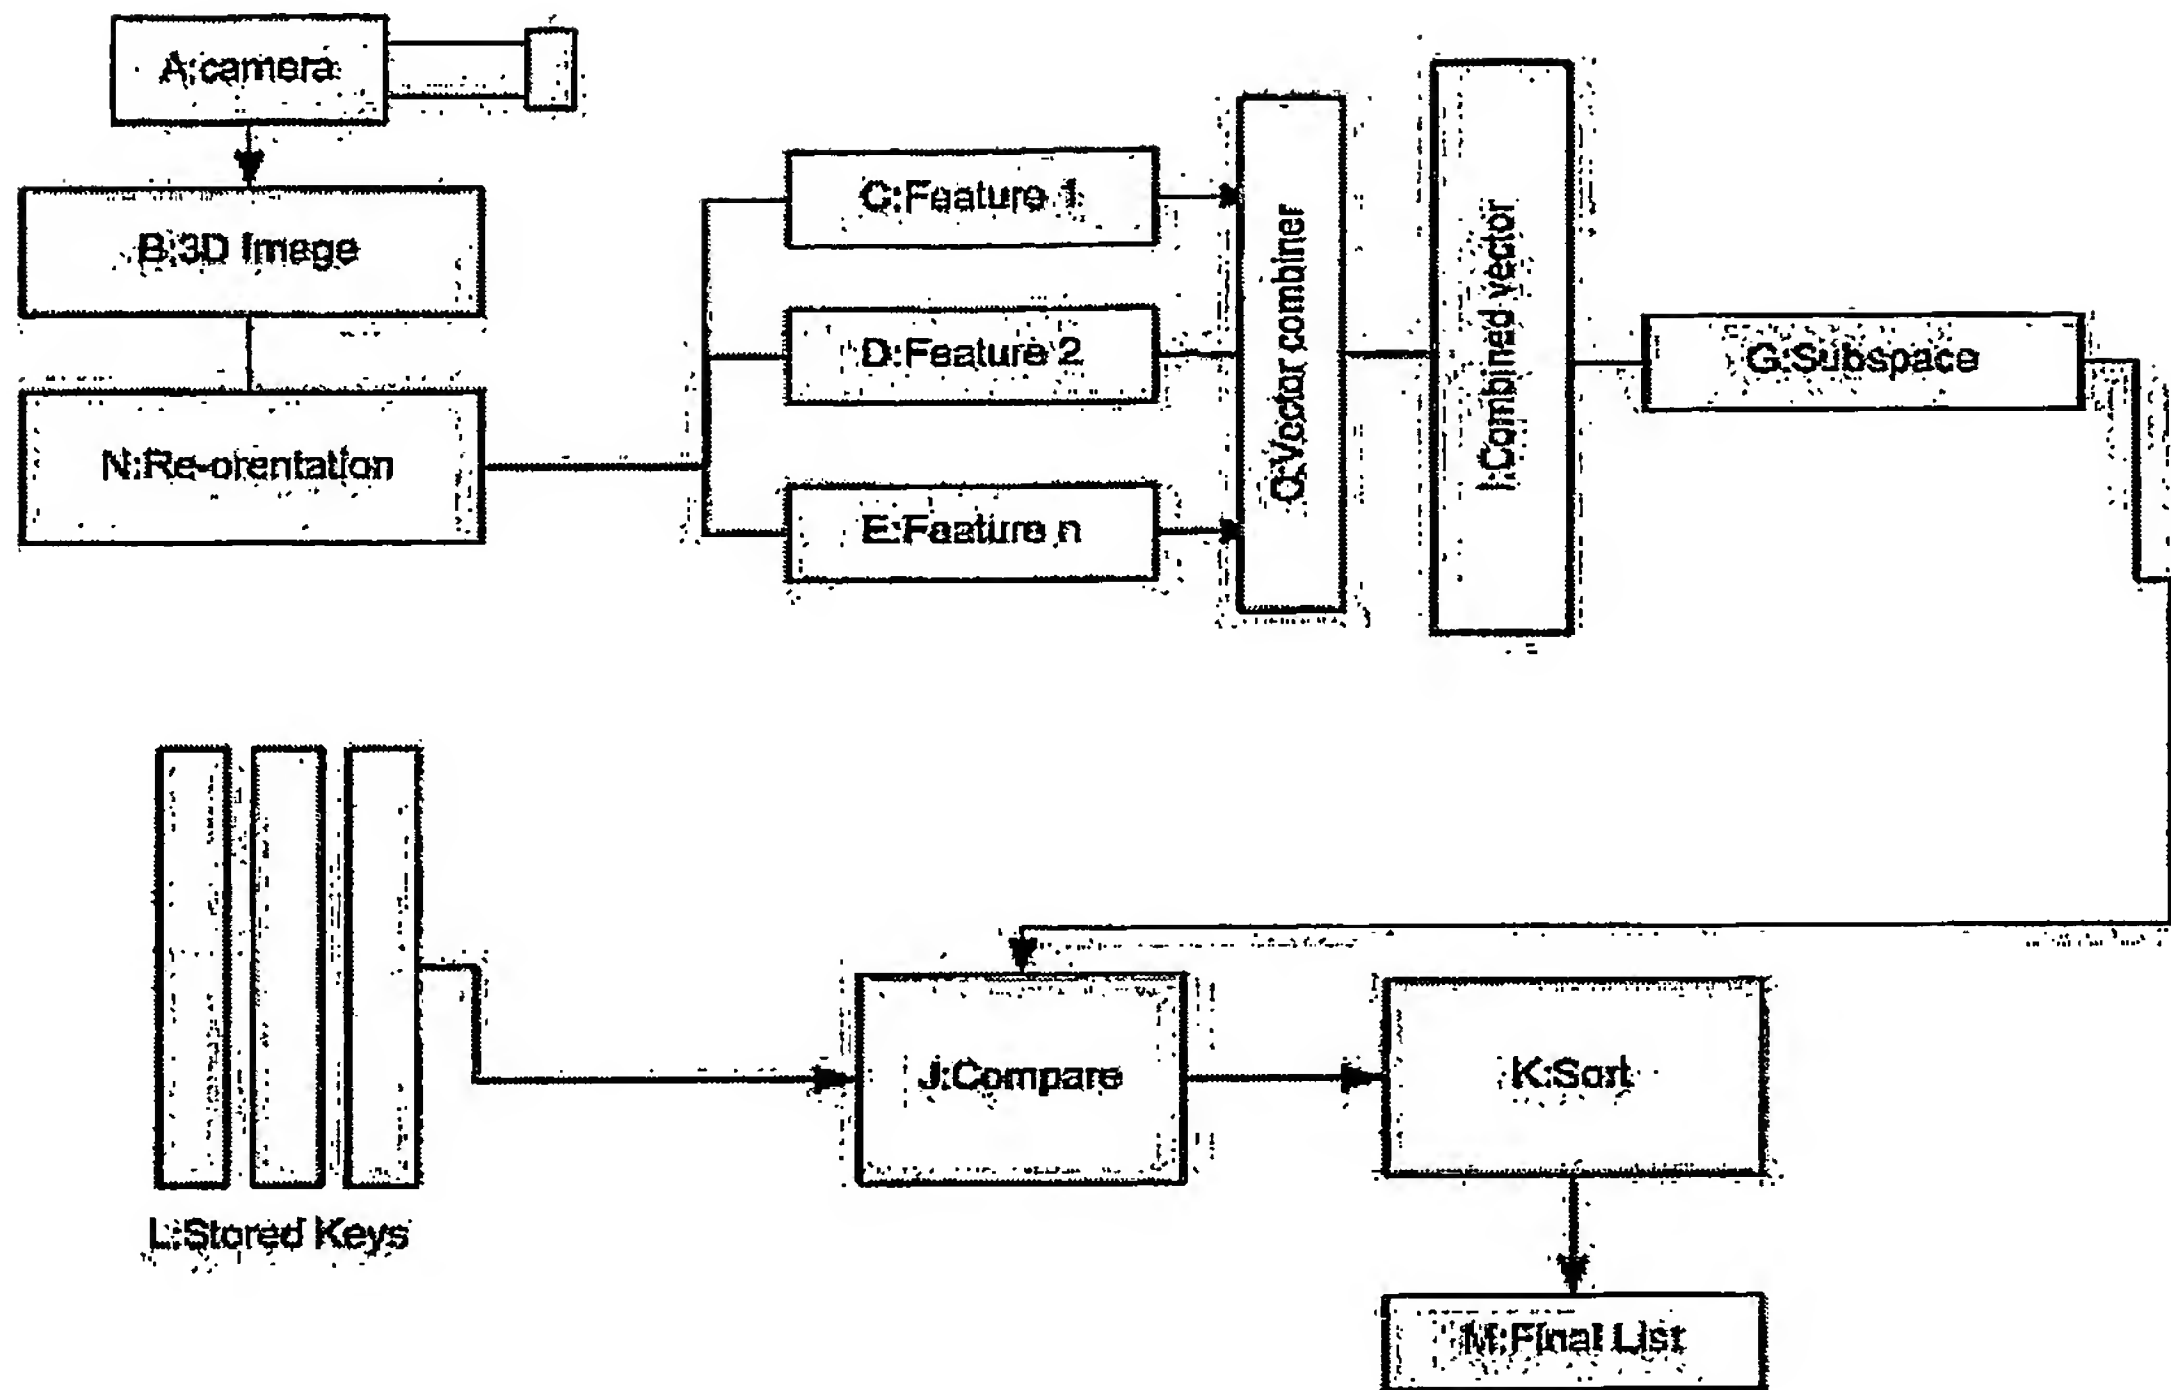 A:camera
B:3D Image
N:Re-orentation
C:Feature 1
D:Feature 2
E:Feature n
O:Vector combiner
I:Combined vector
G:Subspace
L:Stored Keys
J:Compare
K:Sort
M:Final List